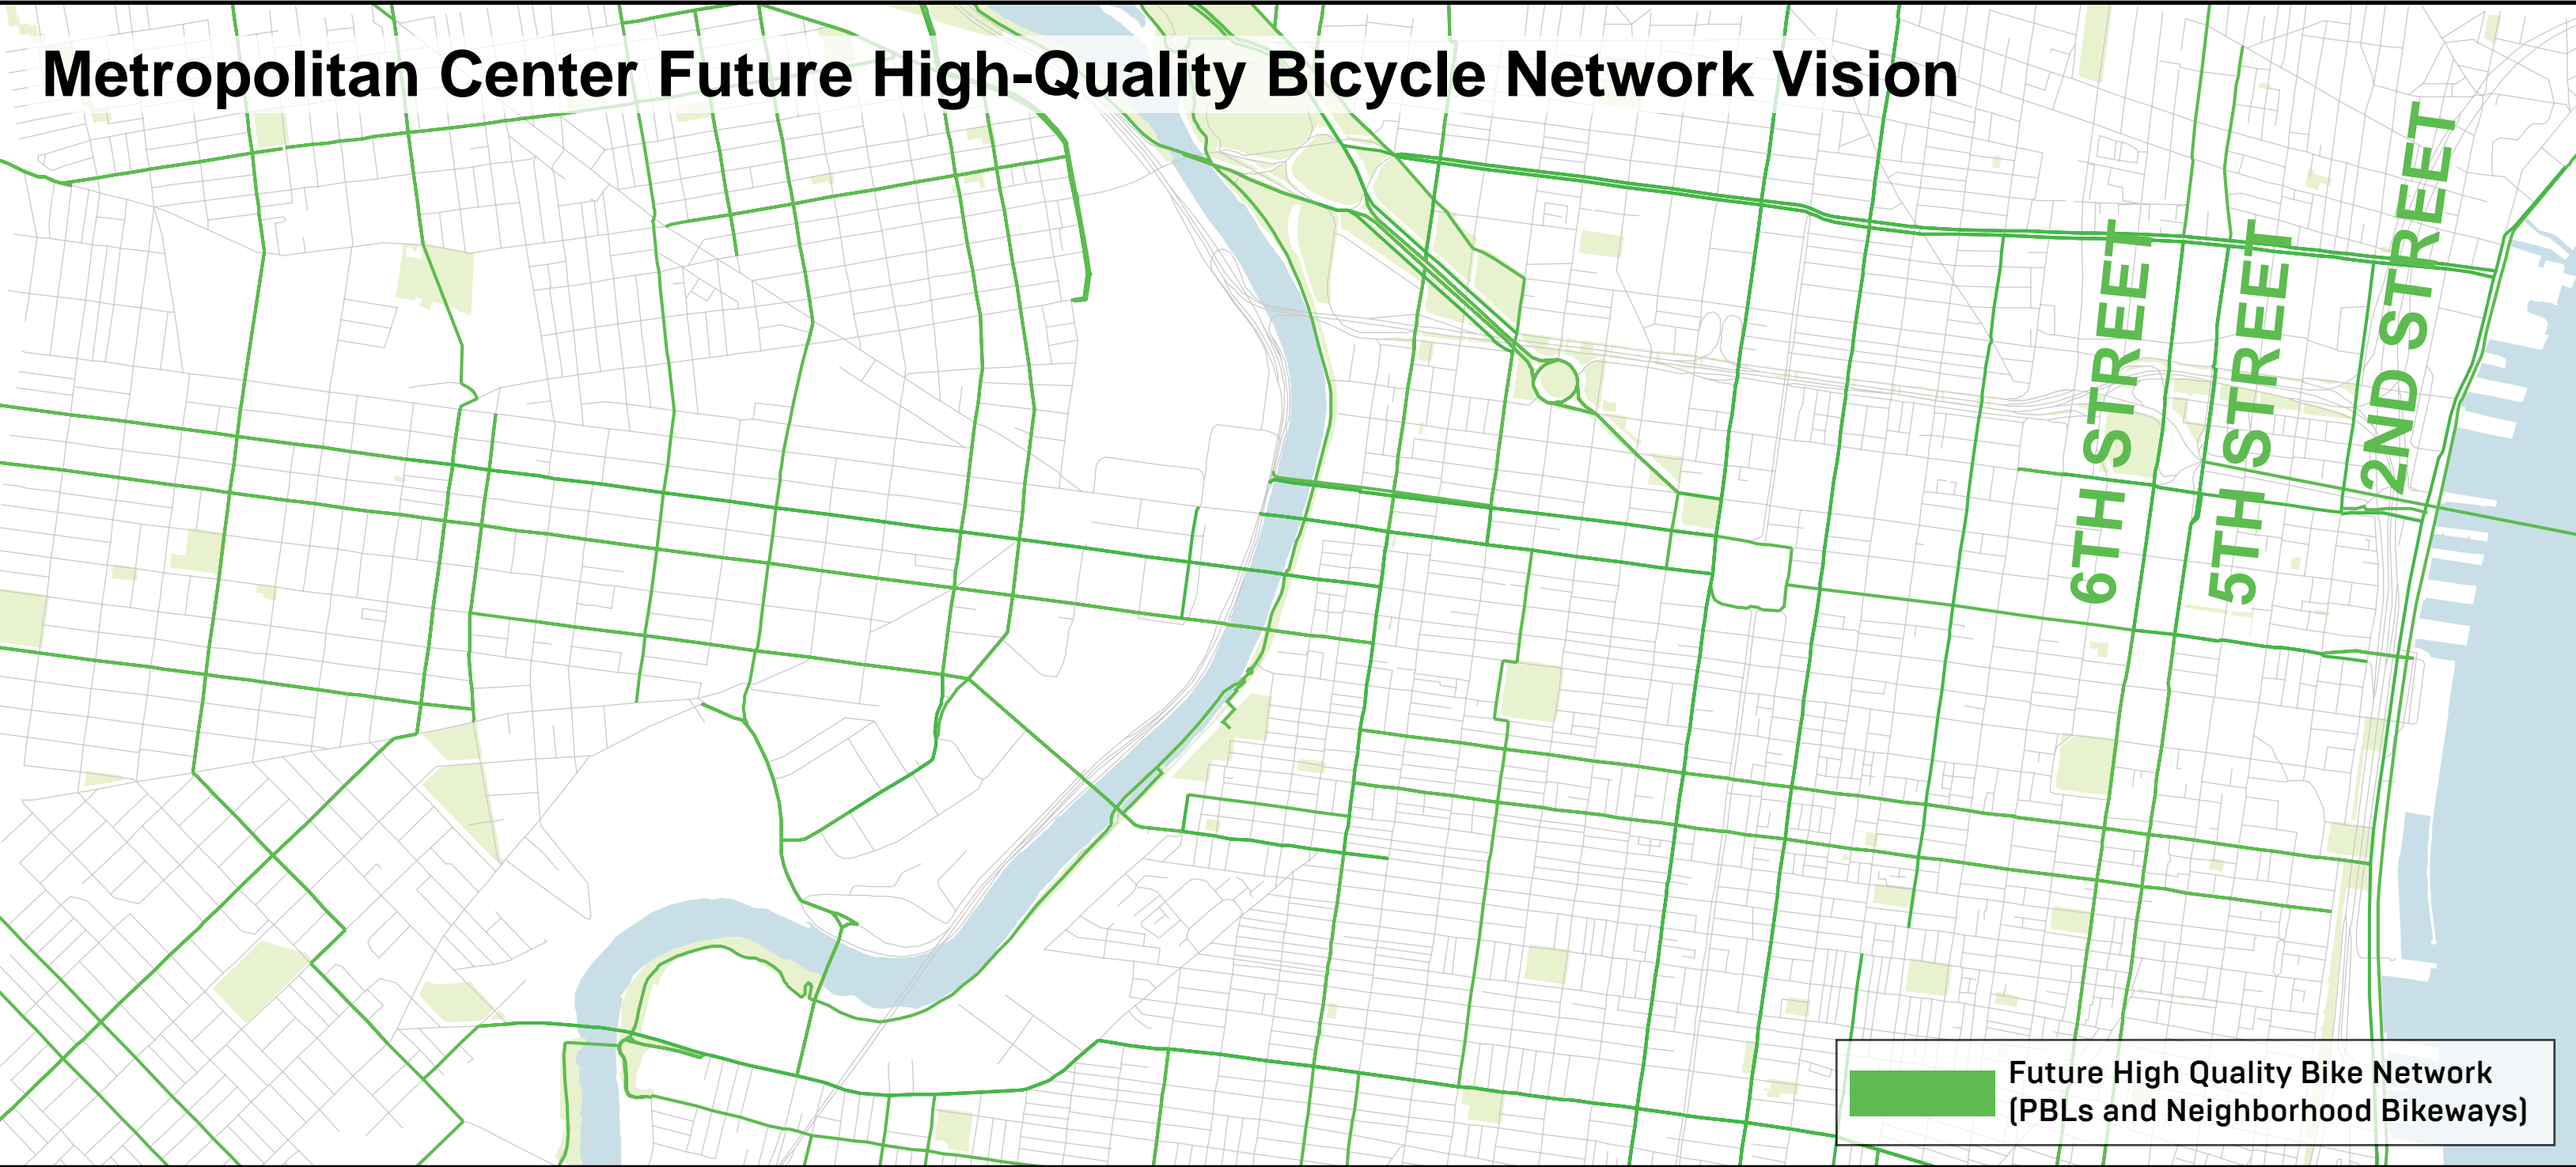 Metropolitan Center Future High-Quality Bicycle Network Vision
6TH STREET
5TH STREET
2ND STREET
Future High Quality Bike Network
(PBLs and Neighborhood Bikeways)